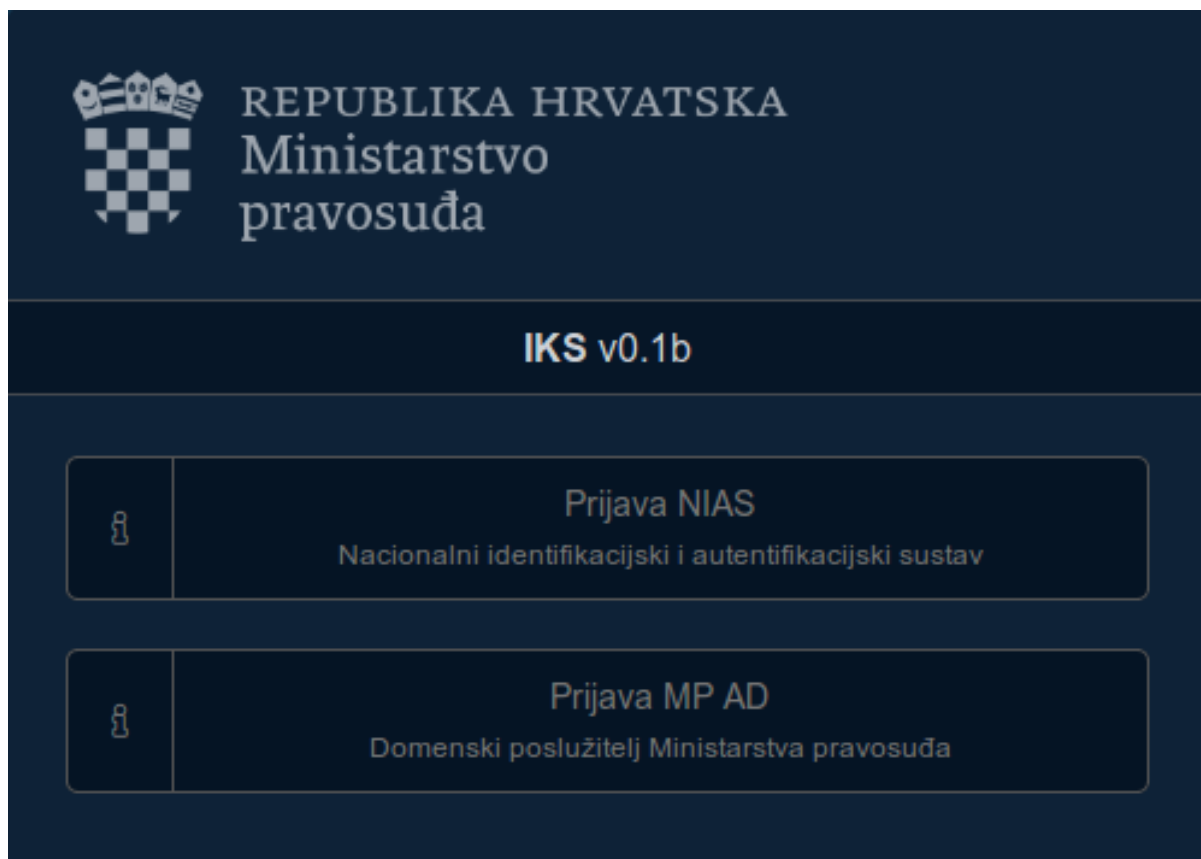 REPUBLIKA HRVATSKA
Ministarstvo
pravosuđa
IKS v0.1b
i
Prijava NIAS
Nacionalni identifikacijski i autentifikacijski sustav
i
Prijava MP AD
Domenski poslužitelj Ministarstva pravosuđa